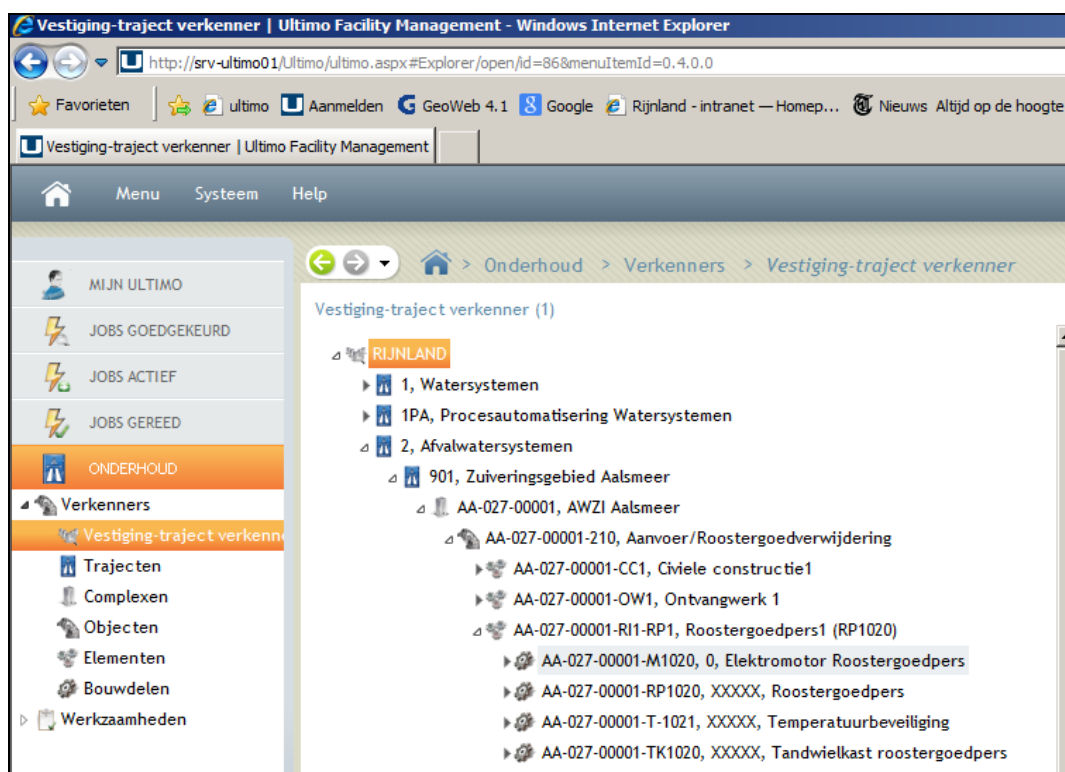 Vestiging-traject verkenner | Ultimo Facility Management - Windows Internet Explorer
http://srv-ultimo01/Ultimo/ultimo.aspx#Explorer/open/id=86&menuItemId=0.4.0.0
Favorieten ultimo Aanmelden GeoWeb 4.1 Google Rijnland - intranet — Homep... Nieuws Altijd op de hoogte
Vestiging-traject verkenner | Ultimo Facility Management
Menu Systeem Help
MIJN ULTIMO
JOBS GOEDGEKEURD
JOBS ACTIEF
JOBS GEREED
ONDERHOUD
Verkenners
Vestiging-traject verkenne
Trajecten
Complexen
Objecten
Elementen
Bouwdelen
Werkzaamheden
> Onderhoud > Verkenners > Vestiging-traject verkenner
Vestiging-traject verkenner (1)
RIJNLAND
1, Watersystemen
1PA, Procesautomatisering Watersystemen
2, Afvalwatersystemen
901, Zuiveringsgebied Aalsmeer
AA-027-00001, AWZI Aalsmeer
AA-027-00001-210, Aanvoer/Roostergoedverwijdering
AA-027-00001-CC1, Civiele constructie1
AA-027-00001-OW1, Ontvangwerk 1
AA-027-00001-RI1-RP1, Roostergoedpers1 (RP1020)
AA-027-00001-M1020, 0, Elektromotor Roostergoedpers
AA-027-00001-RP1020, XXXXX, Roostergoedpers
AA-027-00001-T-1021, XXXXX, Temperatuurbeveiliging
AA-027-00001-TK1020, XXXXX, Tandwielkast roostergoedpers